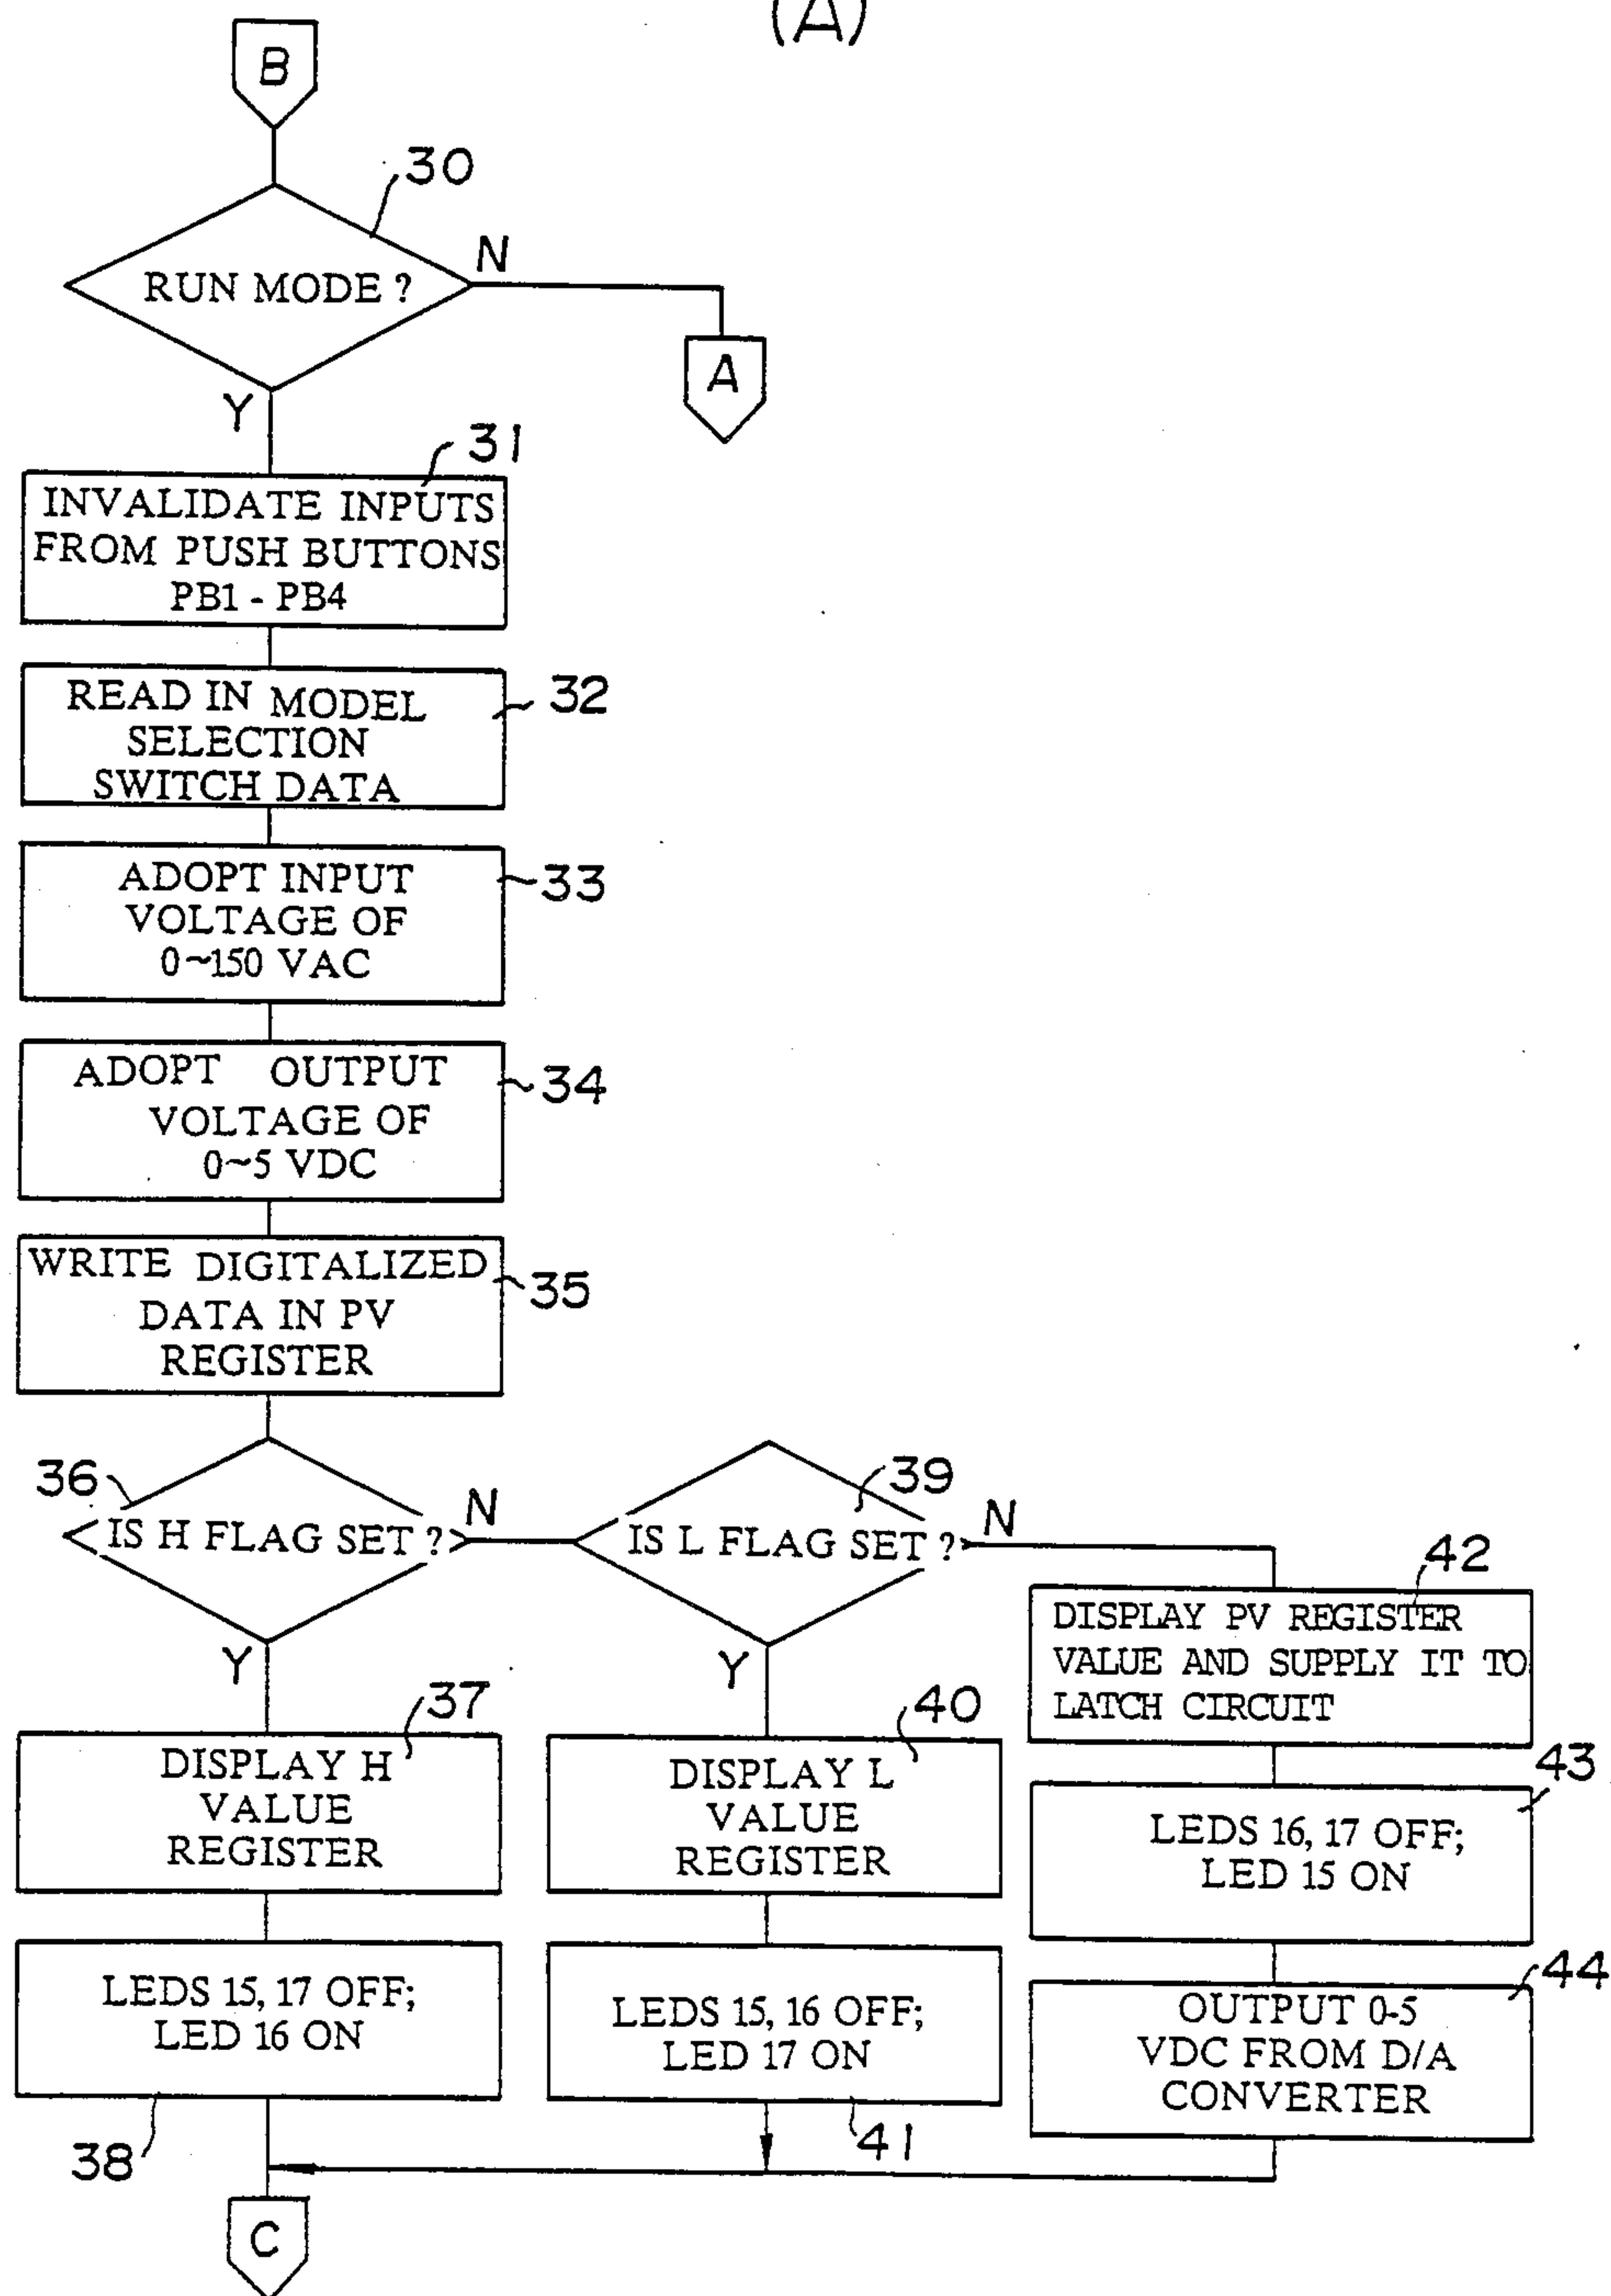 (A)
B
30
RUN MODE ?
N
A
Y
31
INVALIDATE INPUTS
FROM PUSH BUTTONS
PB1 - PB4
32
READ IN MODEL
SELECTION
SWITCH DATA
33
ADOPT INPUT
VOLTAGE OF
0~150 VAC
34
ADOPT OUTPUT
VOLTAGE OF
0~5 VDC
35
WRITE DIGITALIZED
DATA IN PV
REGISTER
36
IS H FLAG SET ?
N
Y
39
IS L FLAG SET ?
N
Y
37
DISPLAY H
VALUE
REGISTER
LEDS 15, 17 OFF;
LED 16 ON
38
40
DISPLAY L
VALUE
REGISTER
LEDS 15, 16 OFF;
LED 17 ON
41
42
DISPLAY PV REGISTER
VALUE AND SUPPLY IT TO
LATCH CIRCUIT
43
LEDS 16, 17 OFF;
LED 15 ON
44
OUTPUT 0-5
VDC FROM D/A
CONVERTER
C